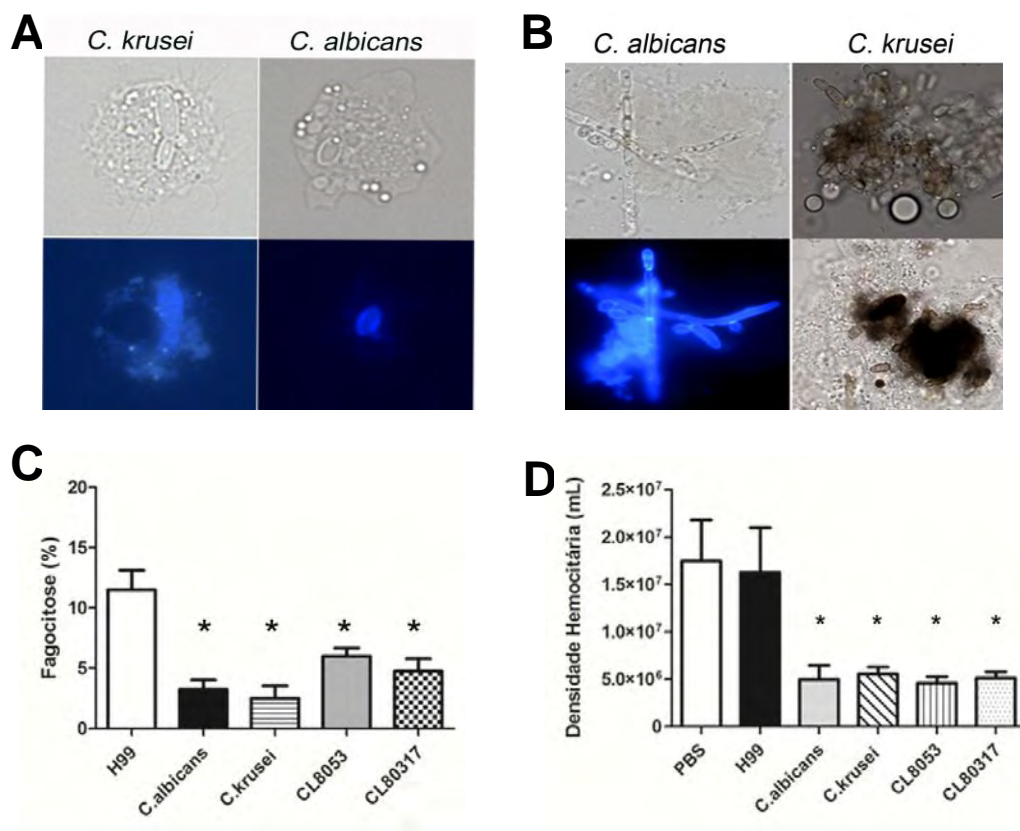 A
C. krusei
C. albicans
B
C. albicans
C. krusei
C
Fagocitose (%)
20
15
10
5
0
*
*
*
*
H99
C.albicans
C.krusei
CL8053
CL80317
D
Densidade Hemocitária (mL)
2.5×10⁷
2.0×10⁷
1.5×10⁷
1.0×10⁷
5.0×10⁶
0
*
*
*
*
PBS
H99
C.albicans
C.krusei
CL8053
CL80317